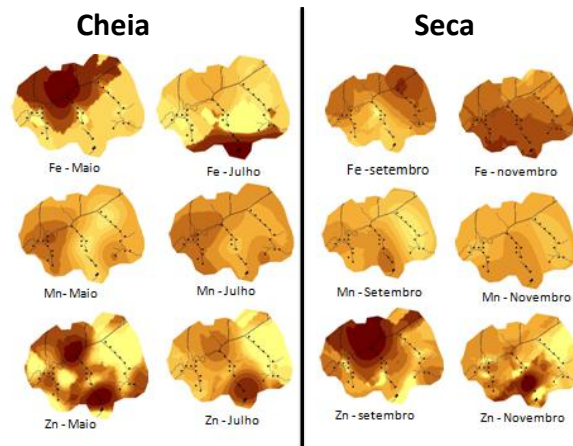 Cheia
Seca
Fe - Maio
Fe - Julho
Fe -setembro
Fe - novembro
Mn- Maio
Mn - Julho
Mn - Setembro
Mn - Novembro
Zn - Maio
Zn - Julho
Zn - setembro
Zn - Novembro